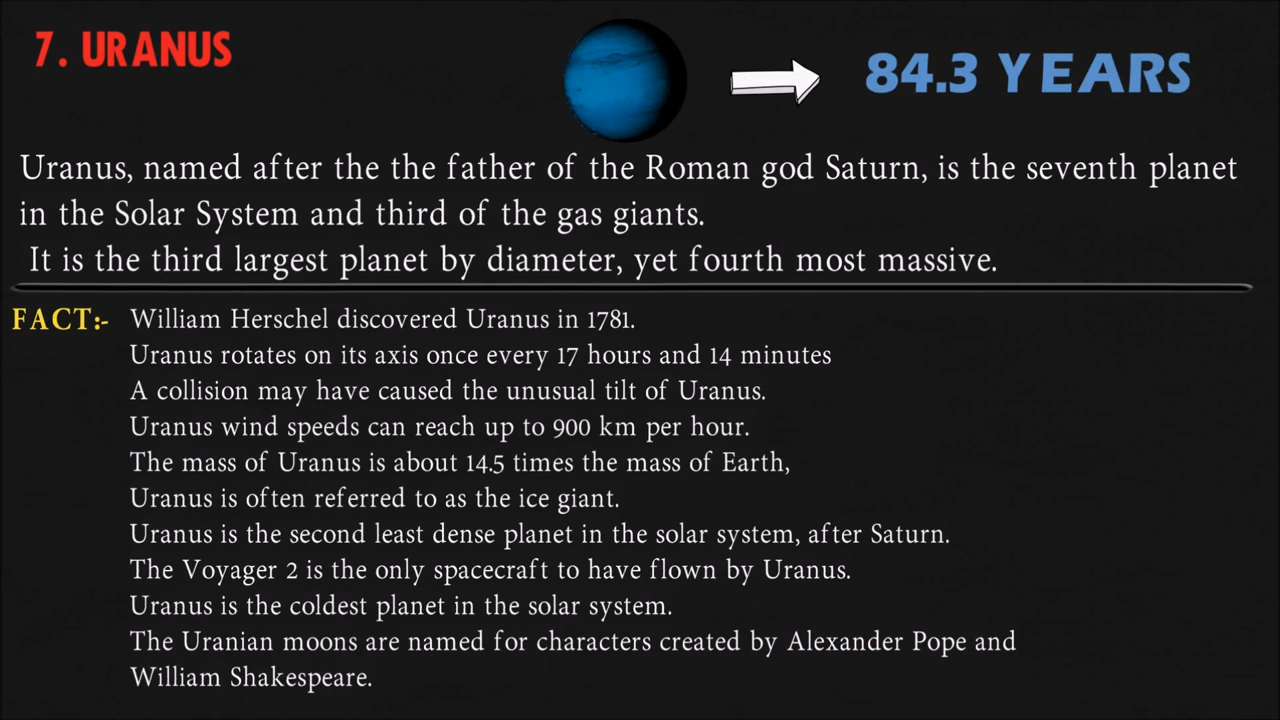 7. URANUS
84.3 YEARS
Uranus, named after the the father of the Roman god Saturn, is the seventh planet
in the Solar System and third of the gas giants.
It is the third largest planet by diameter, yet fourth most massive.
FACT:- William Herschel discovered Uranus in 1781.
Uranus rotates on its axis once every 17 hours and 14 minutes
A collision may have caused the unusual tilt of Uranus.
Uranus wind speeds can reach up to 900 km per hour.
The mass of Uranus is about 14.5 times the mass of Earth,
Uranus is often referred to as the ice giant.
Uranus is the second least dense planet in the solar system, after Saturn.
The Voyager 2 is the only spacecraft to have flown by Uranus.
Uranus is the coldest planet in the solar system.
The Uranian moons are named for characters created by Alexander Pope and
William Shakespeare.